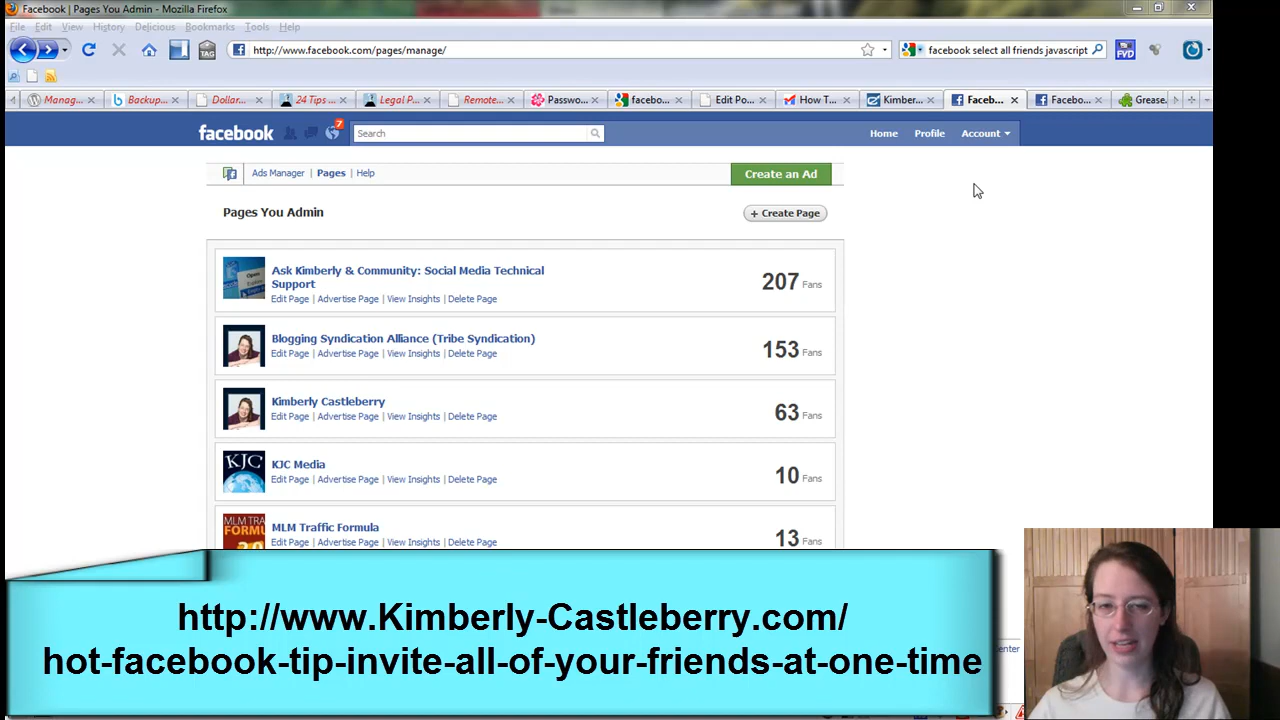 Facebook | Pages You Admin - Mozilla Firefox
File Edit View History Delicious Bookmarks Tools Help
TAG http://www.facebook.com/pages/manage/ facebook select all friends javascript FVD
Manag... Backup... Dollar... 24 Tips ... Legal P... Remote... Passwo... facebo... Edit Po... How T... Kimber... Faceb... Facebo... Grease.
facebook 7 Search Home Profile Account
Ads Manager | Pages | Help Create an Ad
Pages You Admin + Create Page
Ask Kimberly & Community: Social Media Technical
Support
207 Fans
Edit Page | Advertise Page | View Insights | Delete Page
Blogging Syndication Alliance (Tribe Syndication)
153 Fans
Edit Page | Advertise Page | View Insights | Delete Page
Kimberly Castleberry
63 Fans
Edit Page | Advertise Page | View Insights | Delete Page
KJC KJC Media
10 Fans
Edit Page | Advertise Page | View Insights | Delete Page
MLM Traffic Formula
13 Fans
Edit Page | Advertise Page | View Insights | Delete Page
http://www.Kimberly-Castleberry.com/
hot-facebook-tip-invite-all-of-your-friends-at-one-time